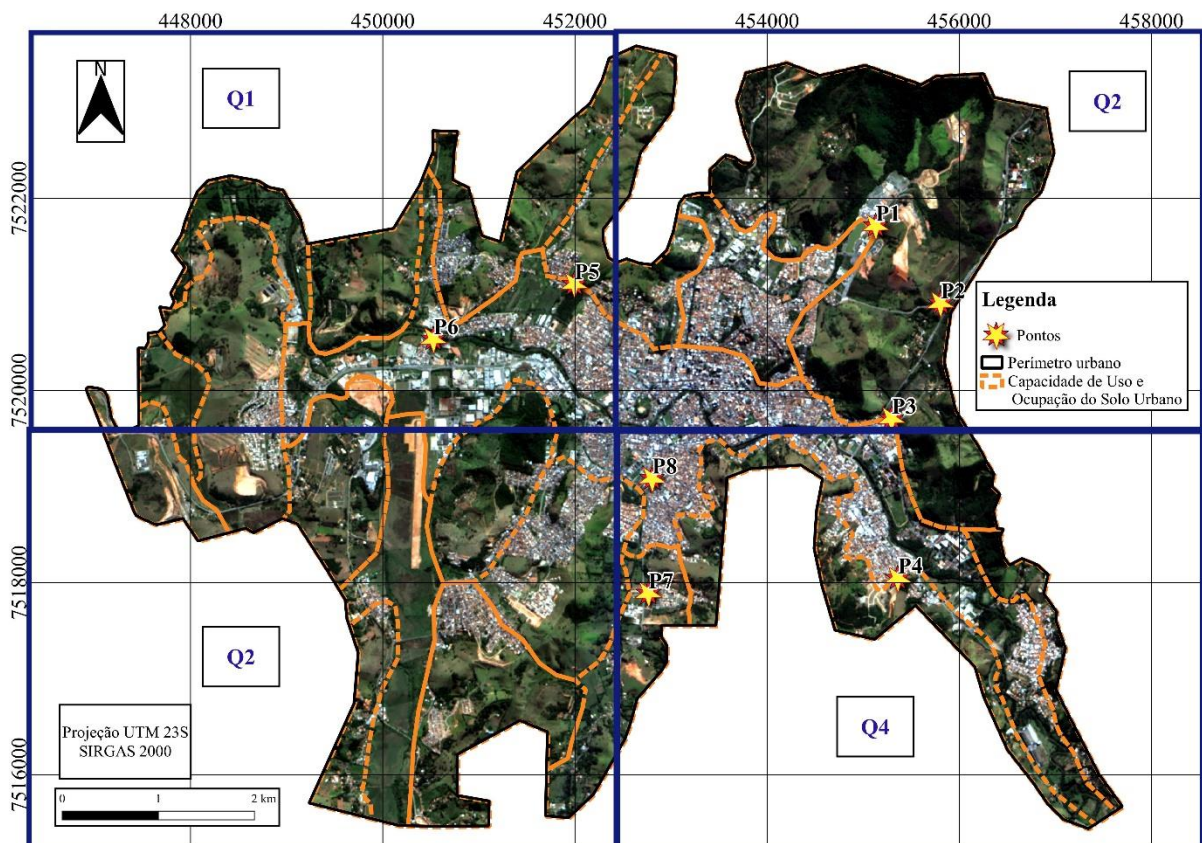 448000 450000 452000 454000 456000 458000
N
Q1
Q2
7522000
P1
P2
P5
Legenda
Pontos
Perímetro urbano
Capacidade de Uso e
Ocupação do Solo Urbano
P6
7520000
P3
P8
7518000
P4
P7
Q2
Q4
Projeção UTM 23S
SIRGAS 2000
7516000
0 1 2 km